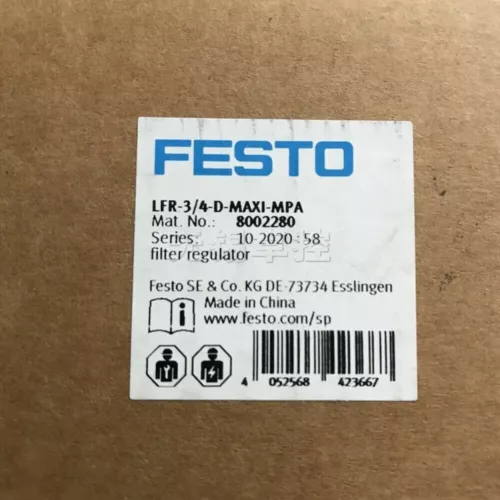 FESTO
LFR-3/4-D-MAXI-MPA
Mat. No.: 8002280
Series: 10-2020 58
filter regulator
Festo SE & Co. KG DE-73734 Esslingen
Made in China
www.festo.com/sp
4 052568 423667